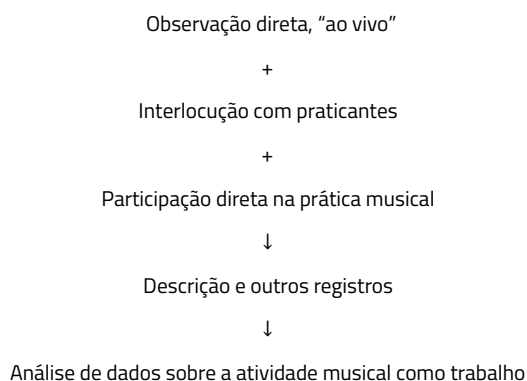 Observação direta, “ao vivo”
+
Interlocução com praticantes
+
Participação direta na prática musical
↓
Descrição e outros registros
↓
Análise de dados sobre a atividade musical como trabalho